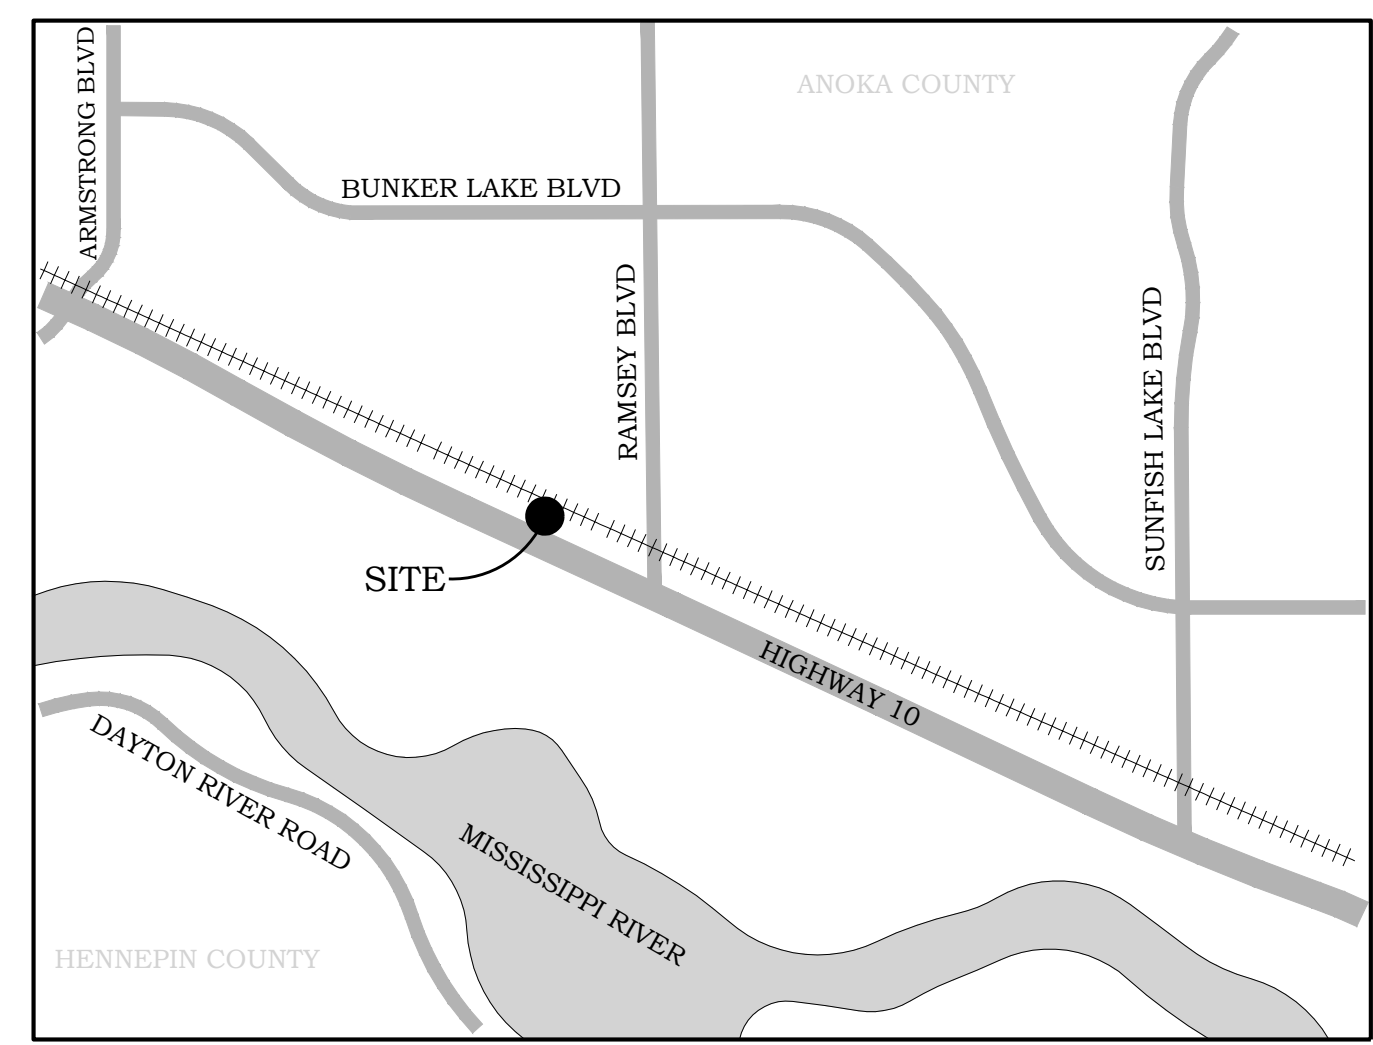 ARMSTRONG BLVD
ANOKA COUNTY
BUNKER LAKE BLVD
RAMSEY BLVD
SUNFISH LAKE BLVD
SITE
HIGHWAY 10
DAYTON RIVER ROAD
MISSISSIPPI RIVER
HENNEPIN COUNTY